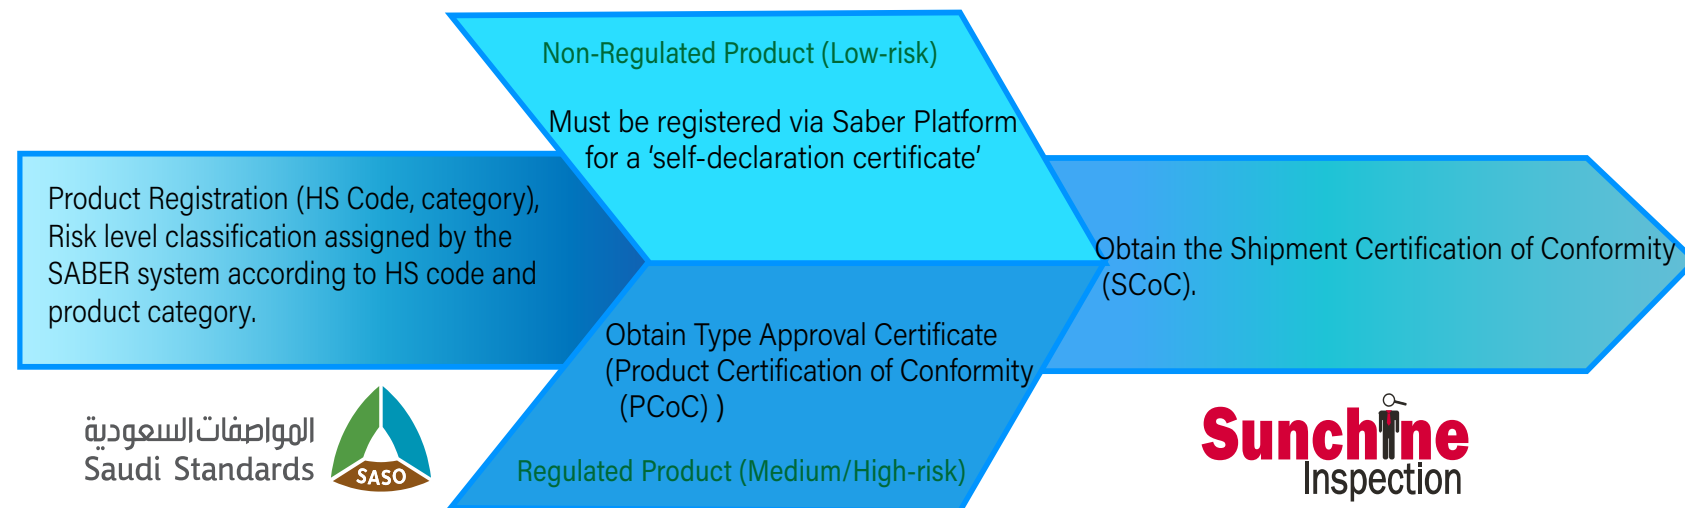 Non-Regulated Product (Low-risk)
Must be registered via Saber Platform
for a ‘self-declaration certificate’
Product Registration (HS Code, category),
Risk level classification assigned by the
SABER system according to HS code and
product category.
Obtain the Shipment Certification of Conformity
(SCoC).
Obtain Type Approval Certificate
(Product Certification of Conformity
(PCoC) )
Regulated Product (Medium/High-risk)
المواصفات السعودية
Saudi Standards
SASO
Sunchine
Inspection